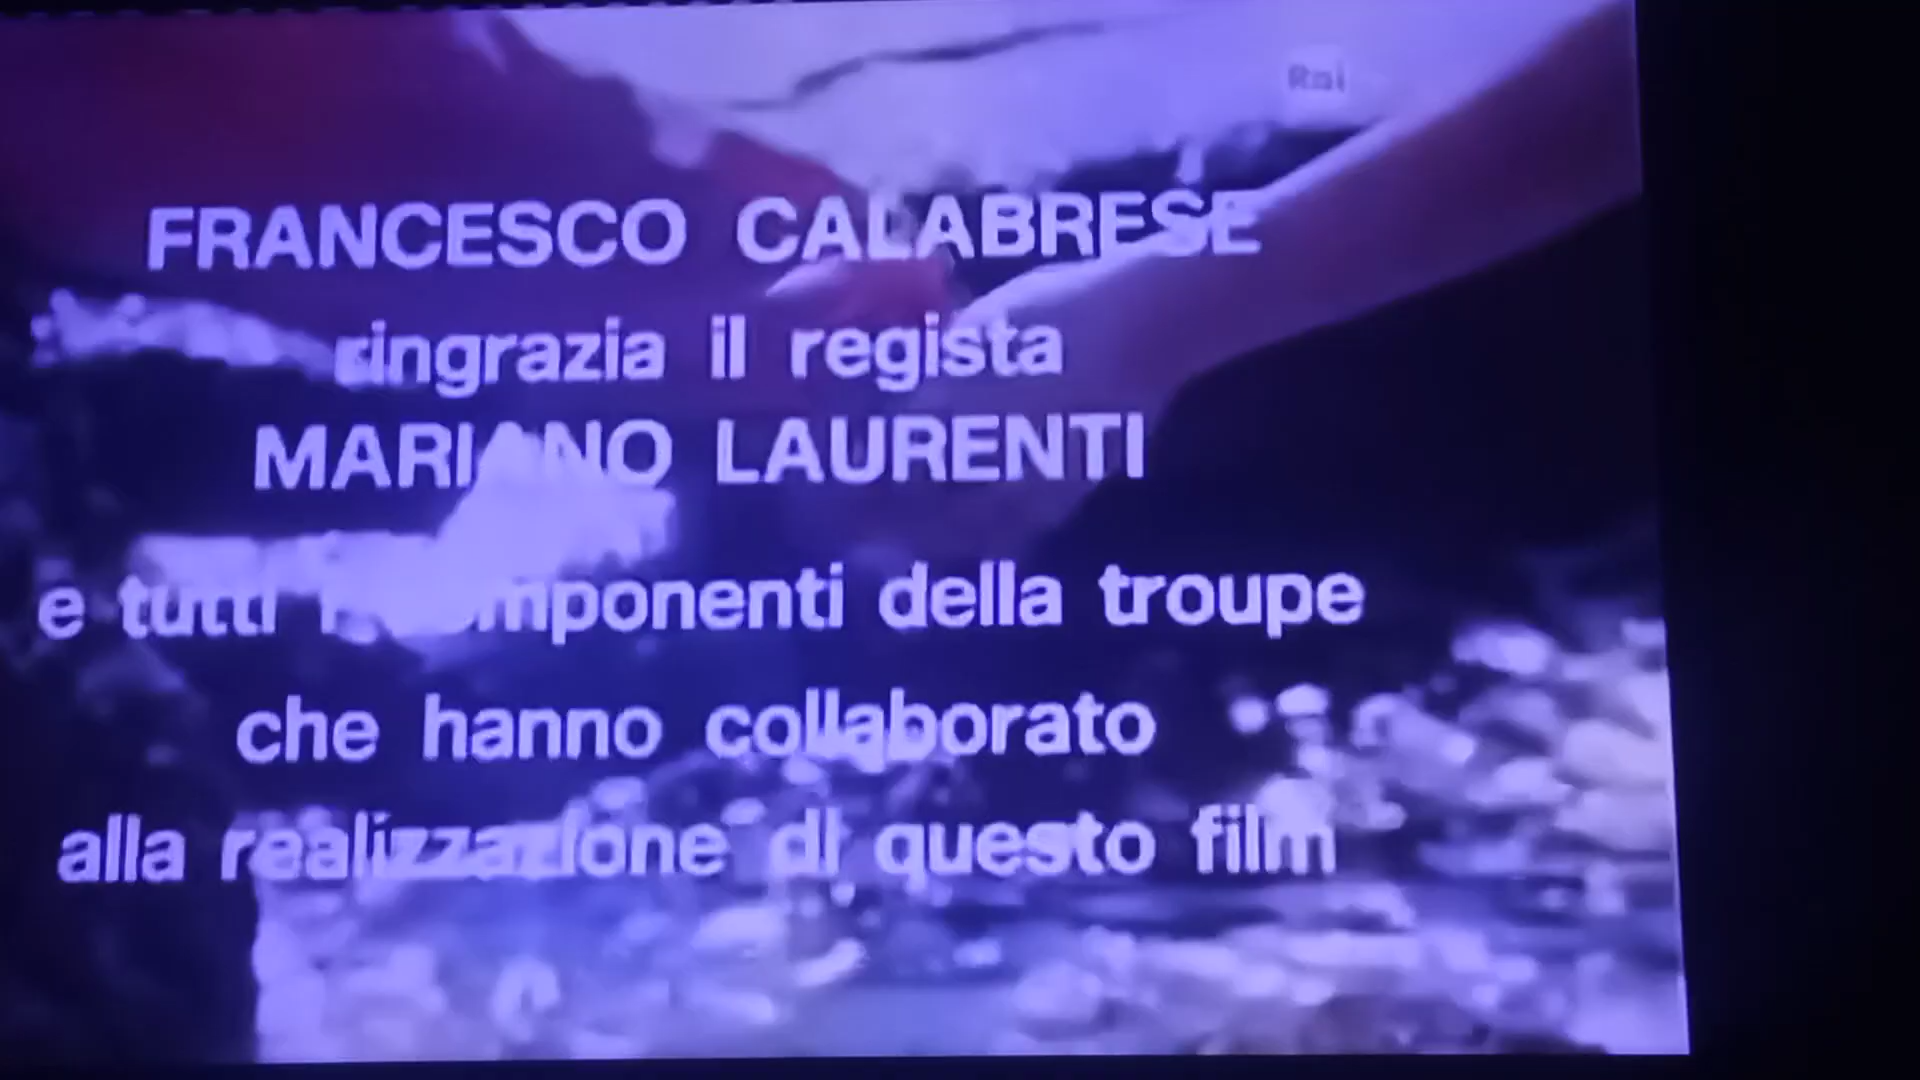 Rai
FRANCESCO CALABRESE
ringrazia il regista
MARIANO LAURENTI
e tutti i componenti della troupe
che hanno collaborato
alla realizzazione di questo film